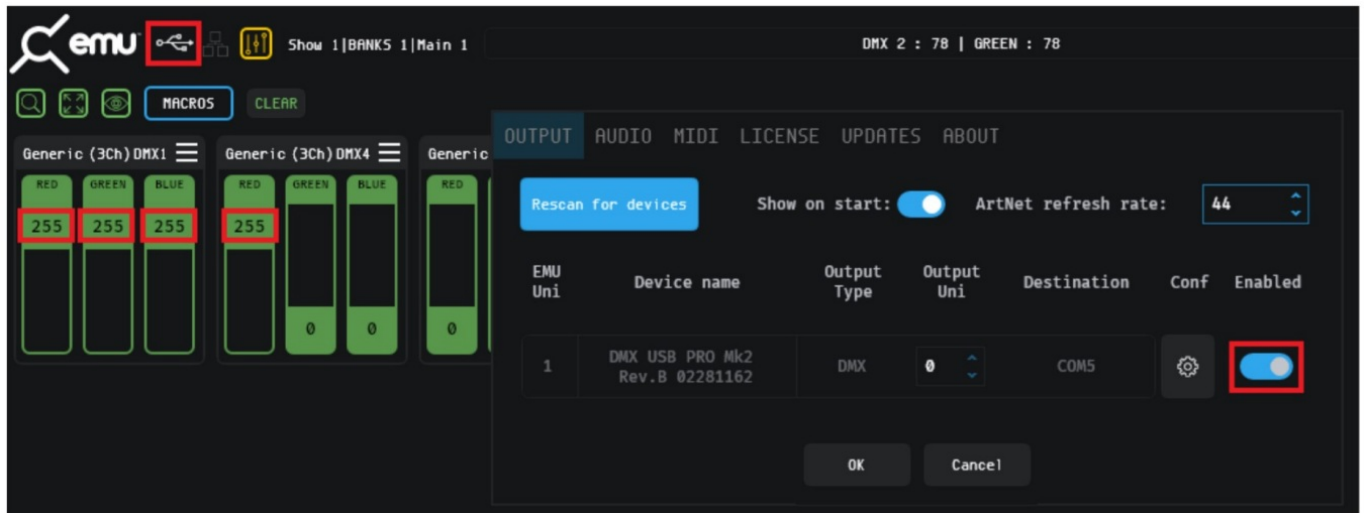 emu
Show 1|BANKS 1|Main 1
DMX 2 : 78 | GREEN : 78
MACROS
CLEAR
Generic (3Ch) DMX1
Generic (3Ch) DMX4
Generic
RED GREEN BLUE
RED GREEN BLUE
RED
255 255 255
255
0 0
0
OUTPUT AUDIO MIDI LICENSE UPDATES ABOUT
Rescan for devices
Show on start:
ArtNet refresh rate:
44
EMU Device name Output Output Destination Conf Enabled
Uni Type Uni
1 DMX USB PRO Mk2 DMX 0 COM5
Rev.B 02281162
OK
Cancel